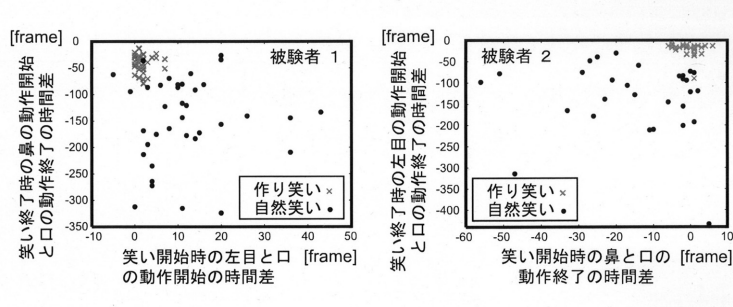 [frame]
笑い終了時の鼻の動作開始
と口の動作終了の時間差
0
-50
-100
-150
-200
-250
-300
-350
-10
0
10
20
30
40
50
被験者 1
作り笑い ×
自然笑い •
笑い開始時の左目と口 [frame]
の動作開始の時間差
[frame]
笑い終了時の左目の動作開始
と口の動作終了の時間差
0
-50
-100
-150
-200
-250
-300
-350
-400
-60
-50
-40
-30
-20
-10
0
10
被験者 2
作り笑い ×
自然笑い •
笑い開始時の鼻と口の [frame]
動作終了の時間差